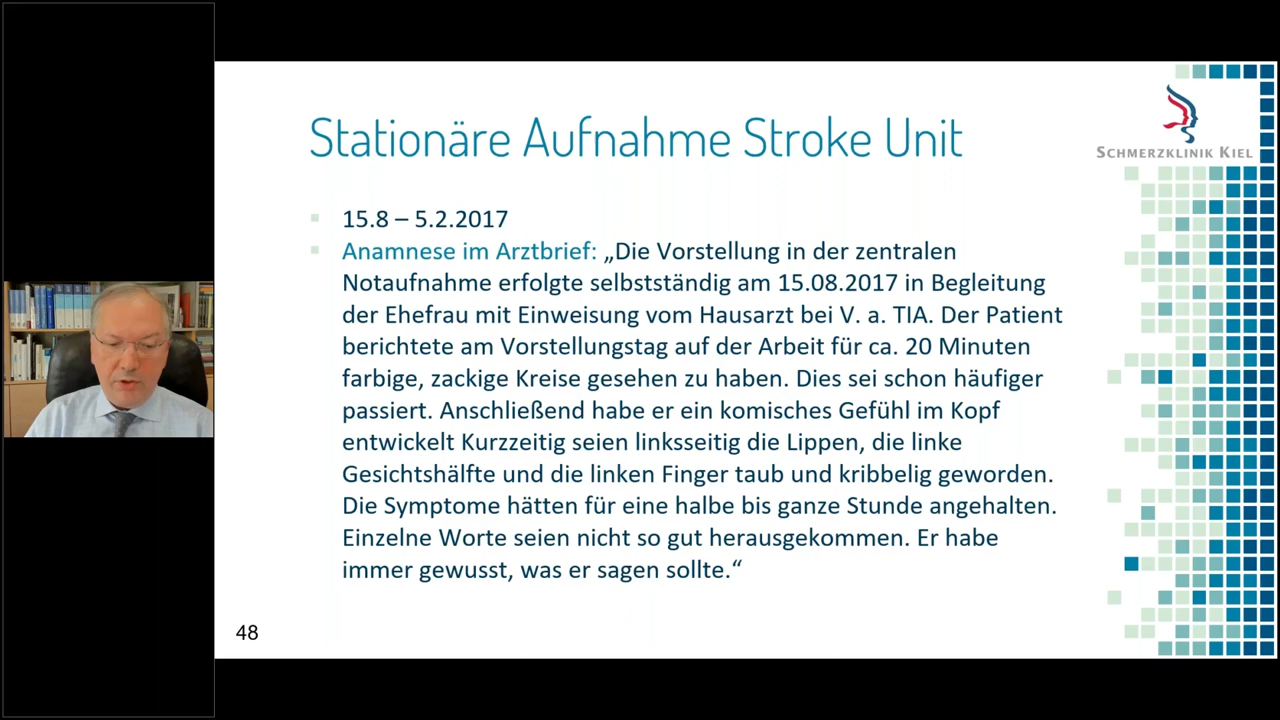 Stationäre Aufnahme Stroke Unit
SCHMERZKLINIK KIEL
15.8 – 5.2.2017
Anamnese im Arztbrief: „Die Vorstellung in der zentralen
Notaufnahme erfolgte selbstständig am 15.08.2017 in Begleitung
der Ehefrau mit Einweisung vom Hausarzt bei V. a. TIA. Der Patient
berichtete am Vorstellungstag auf der Arbeit für ca. 20 Minuten
farbige, zackige Kreise gesehen zu haben. Dies sei schon häufiger
passiert. Anschließend habe er ein komisches Gefühl im Kopf
entwickelt Kurzzeitig seien linksseitig die Lippen, die linke
Gesichtshälfte und die linken Finger taub und kribbelig geworden.
Die Symptome hätten für eine halbe bis ganze Stunde angehalten.
Einzelne Worte seien nicht so gut herausgekommen. Er habe
immer gewusst, was er sagen sollte.“
48